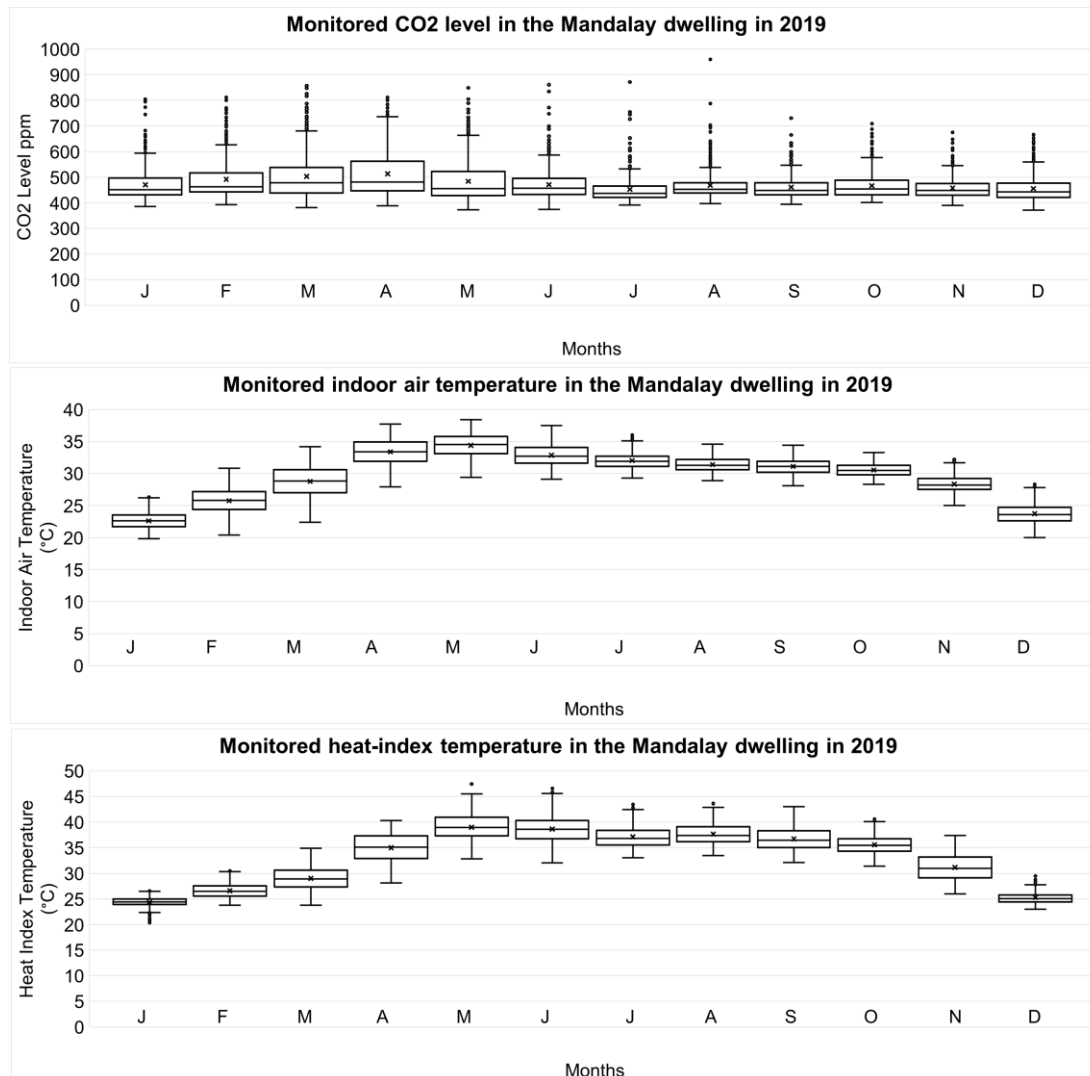 Monitored CO2 level in the Mandalay dwelling in 2019
CO2 Level ppm
1000
900
800
700
600
500
400
300
200
100
0
J F M A M J J A S O N D
Months
Monitored indoor air temperature in the Mandalay dwelling in 2019
Indoor Air Temperature
(°C)
40
35
30
25
20
15
10
5
0
J F M A M J J A S O N D
Months
Monitored heat-index temperature in the Mandalay dwelling in 2019
Heat Index Temperature
(°C)
50
45
40
35
30
25
20
15
10
5
0
J F M A M J J A S O N D
Months